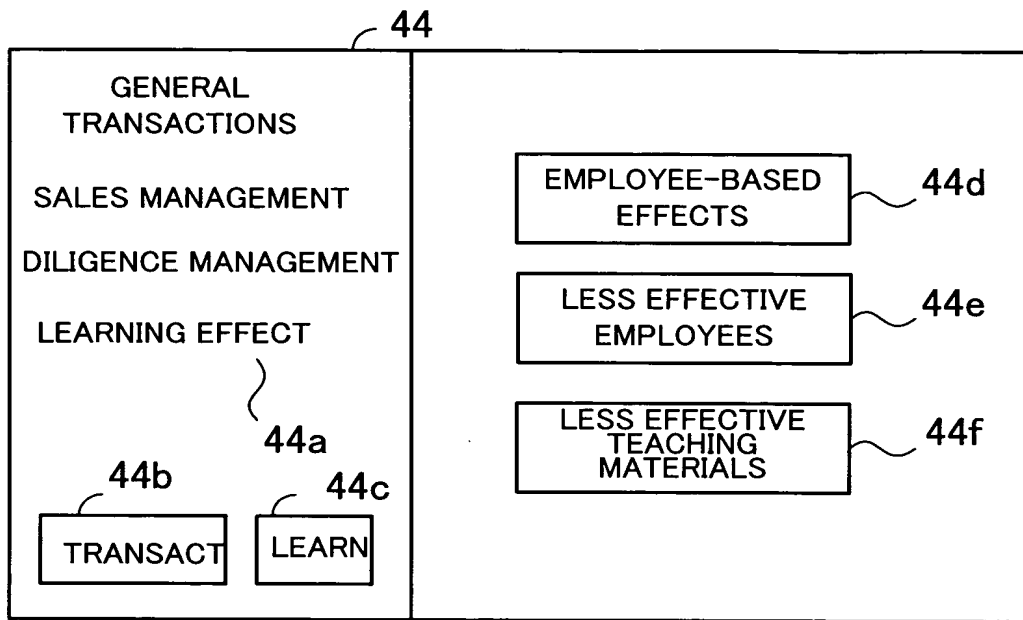 44
GENERAL
TRANSACTIONS
SALES MANAGEMENT
DILIGENCE MANAGEMENT
LEARNING EFFECT
44a
44b
44c
TRANSACT
LEARN
EMPLOYEE-BASED
EFFECTS
44d
LESS EFFECTIVE
EMPLOYEES
44e
LESS EFFECTIVE
TEACHING
MATERIALS
44f